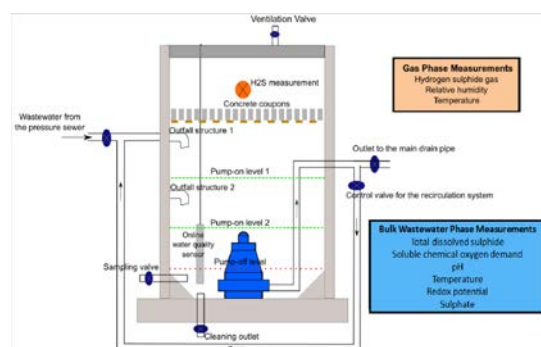 Ventilation Valve
H2S measurement
Concrete coupons
Wastewater from
the pressure sewer
Outfall structure 1
Pump-on level 1
Outfall structure 2
Pump-on level 2
Online
water quality
sensor
Pump-off level
Sampling valve
Cleaning outlet
Outlet to the main drain pipe
Control valve for the recirculation system
Gas Phase Measurements
Hydrogen sulphide gas
Relative humidity
Temperature
Bulk Wastewater Phase Measurements
Total dissolved sulphide
Soluble chemical oxygen demand
pH
Temperature
Redox potential
Sulphate